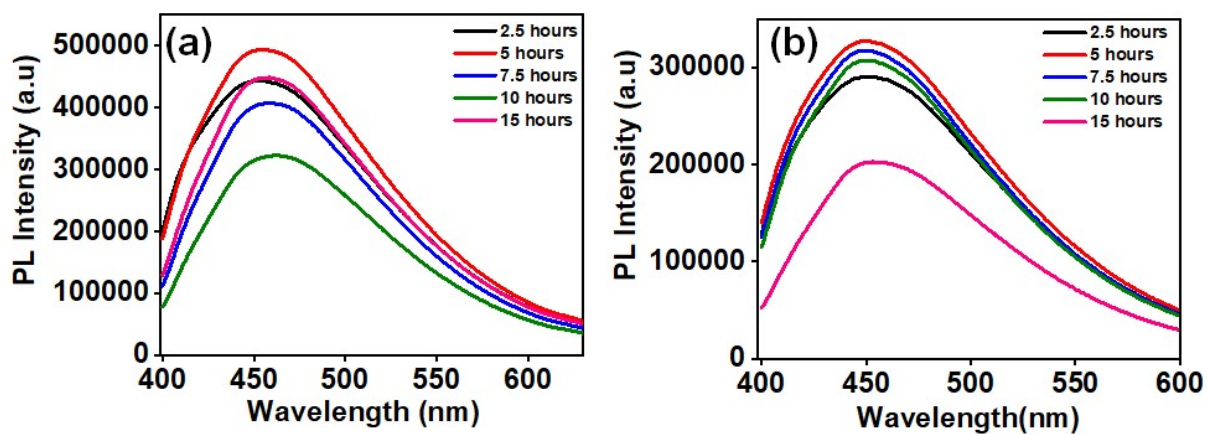 (a)
2.5 hours
5 hours
7.5 hours
10 hours
15 hours
PL Intensity (a.u)
500000
400000
300000
200000
100000
0
400 450 500 550 600
Wavelength (nm)
(b)
2.5 hours
5 hours
7.5 hours
10 hours
15 hours
PL Intensity (a.u)
300000
200000
100000
0
400 450 500 550 600
Wavelength(nm)